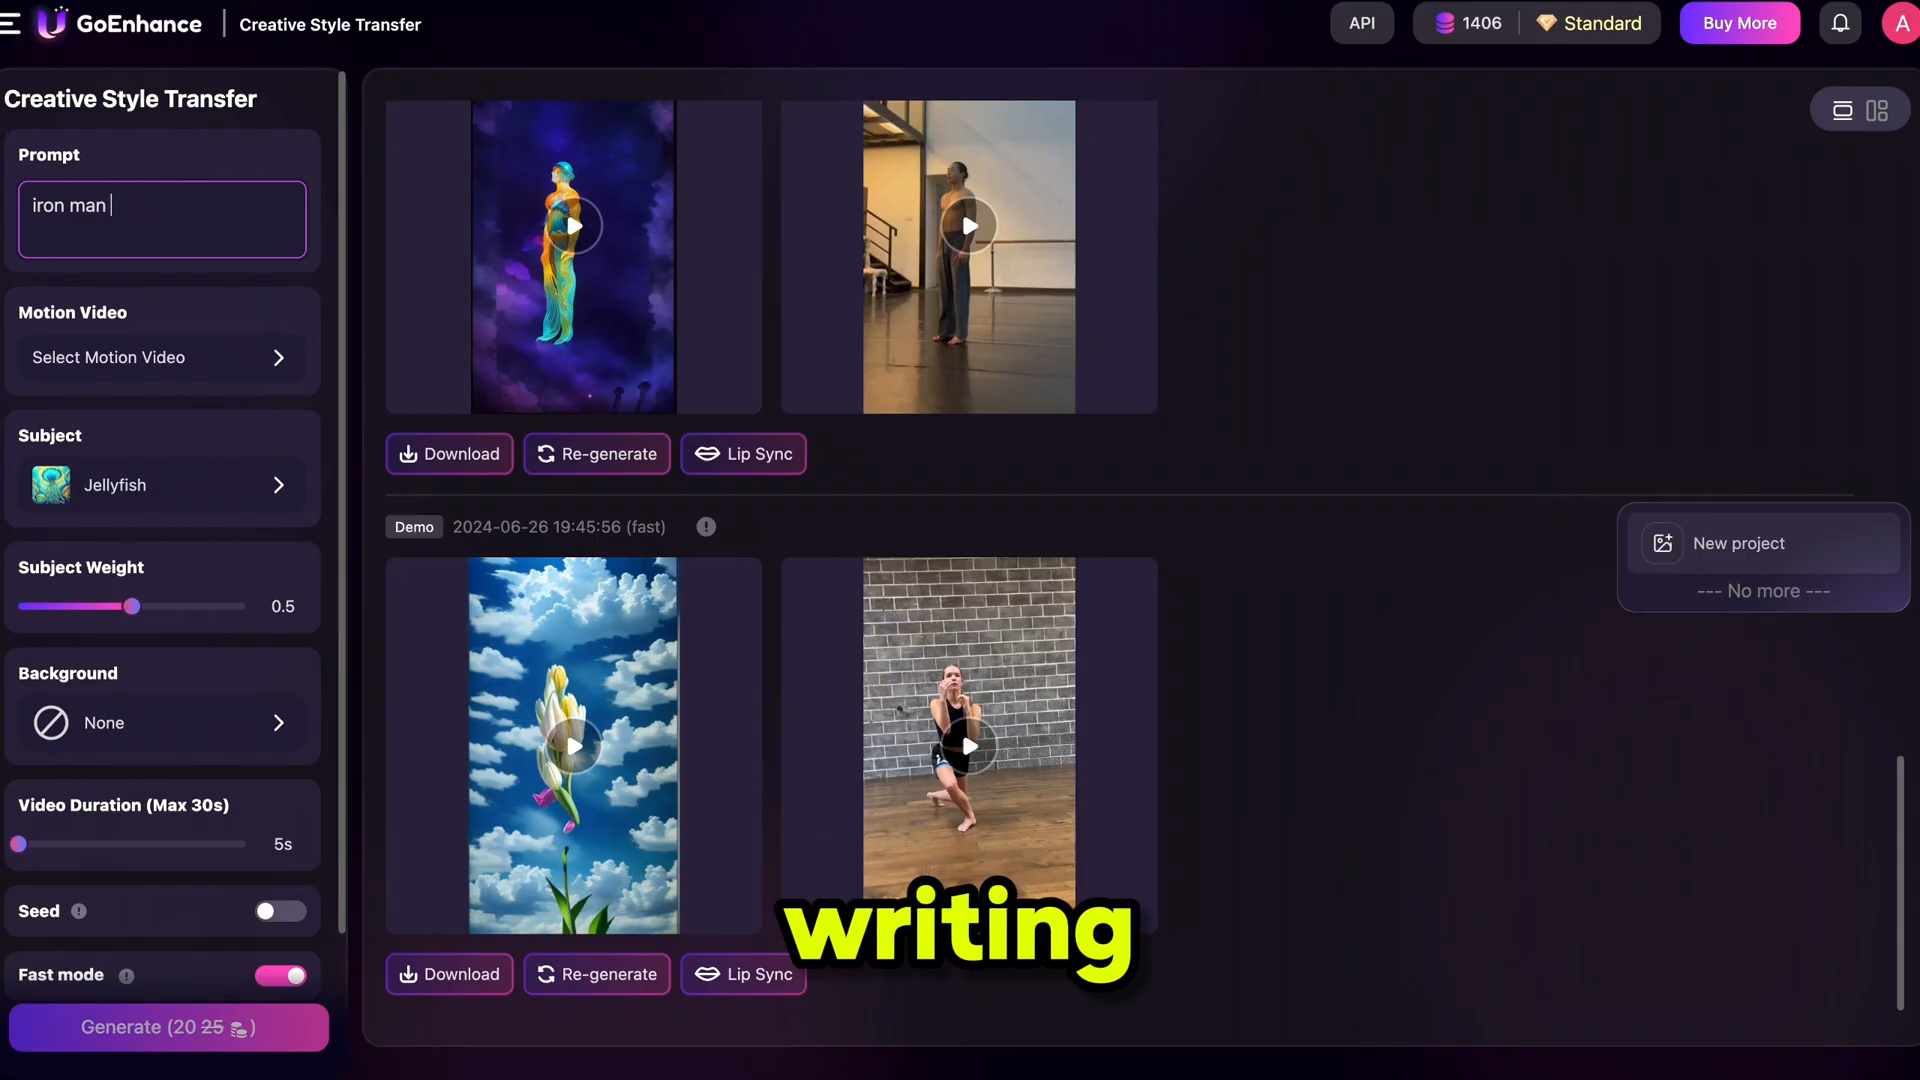 GoEnhance
Creative Style Transfer
API
1406
Standard
Buy More
A
Creative Style Transfer
Prompt
iron man
Motion Video
Select Motion Video
Subject
Jellyfish
Subject Weight
0.5
Background
None
Video Duration (Max 30s)
5s
Seed
Fast mode
Generate (20 25 )
Download
Re-generate
Lip Sync
Demo
2024-06-26 19:45:56 (fast)
New project
--- No more ---
writing
Download
Re-generate
Lip Sync